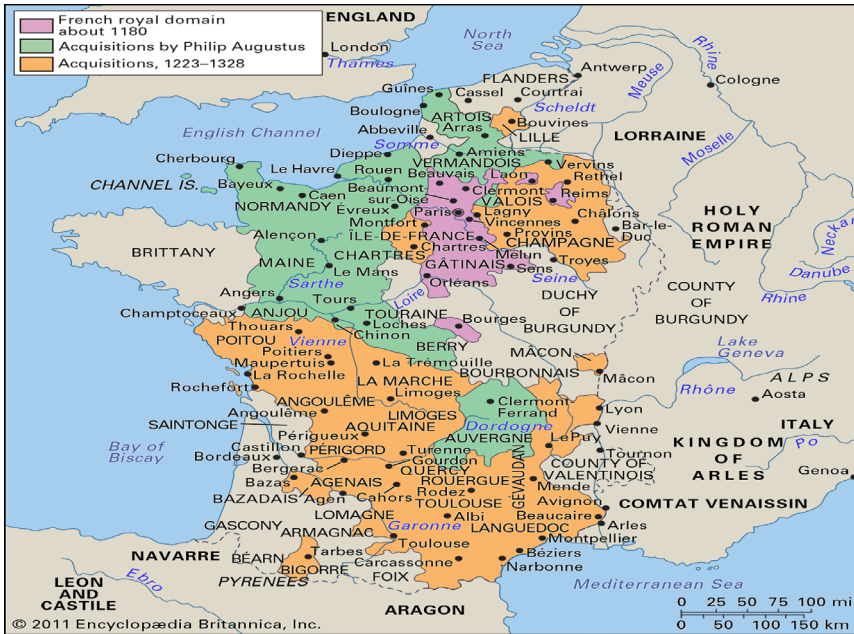 French royal domain
about 1180
Acquisitions by Philip Augustus
Acquisitions, 1223–1328
ENGLAND
London
Thames
North
Sea
Antwerp
Rhine
Cologne
Meuse
FLANDERS
Guînes
Cassel
Courtrai
Scheldt
Boulogne
ARTOIS
Bouvines
Arras
LILLE
LORRAINE
Moselle
English Channel
Abbeville
Somme
Amiens
Dieppe
VERMANDOIS
Vervins
Cherbourg
Le Havre
Rouen
Beauvais
Laon
Rethel
CHANNEL IS.
Bayeux
Caen
Beaumont-
sur-Oise
Clermont
Reims
VALOIS
NORMANDY
Évreux
Paris
Lagny
Châlons
Montfort
Vincennes
Bar-le-
Duc
HOLY
ROMAN
EMPIRE
Neckar
Alençon
ÎLE-DE-FRANCE
Provins
CHAMPAGNE
BRITTANY
CHARTRES
Chartres
Melun
MAINE
Le Mans
GÂTINAIS
Sens
Troyes
Danube
Sarthe
Orléans
Seine
Rhine
Angers
Tours
Loire
DUCHY
OF
BURGUNDY
COUNTY
OF
BURGUNDY
Champtoceaux
ANJOU
TOURAINE
Bourges
Thouars
Loches
Chinon
POITOU
Vienne
BERRY
Lake
Geneva
Poitiers
MÂCON
Maupertuis
La Trémouille
BOURBONNAIS
La Rochelle
LA MARCHE
Mâcon
Rhône
ALPS
Rochefort
Limoges
Aosta
ANGOULÊME
Clermont-
Ferrand
Angoulême
LIMOGES
Lyon
SAINTONGE
AQUITAINE
Dordogne
Vienne
ITALY
Périgueux
AUVERGNE
LePuy
Po
Bay of
Biscay
Castillon
PÉRIGORD
Turenne
Tournon
KINGDOM
OF
ARLES
Bordeaux
Gourdon
COUNTY OF
VALENTINOIS
Bergerac
QUERCY
GÉVAUDAN
Genoa
Bazas
AGENAIS
ROUERGUE
Mende
BAZADAIS
Agen
Cahors
Rodez
Avignon
COMTAT VENAISSIN
LOMAGNE
TOULOUSE
Beaucaire
GASCONY
Albi
Arles
ARMAGNAC
Garonne
LANGUEDOC
Montpellier
NAVARRE
Toulouse
BÉARN
Tarbes
Béziers
BIGORRE
Carcassonne
Narbonne
LEON
AND
CASTILE
Ebro
PYRENEES
FOIX
Mediterranean Sea
ARAGON
0 25 50 75 100 mi
0 50 100 150 km
© 2011 Encyclopædia Britannica, Inc.